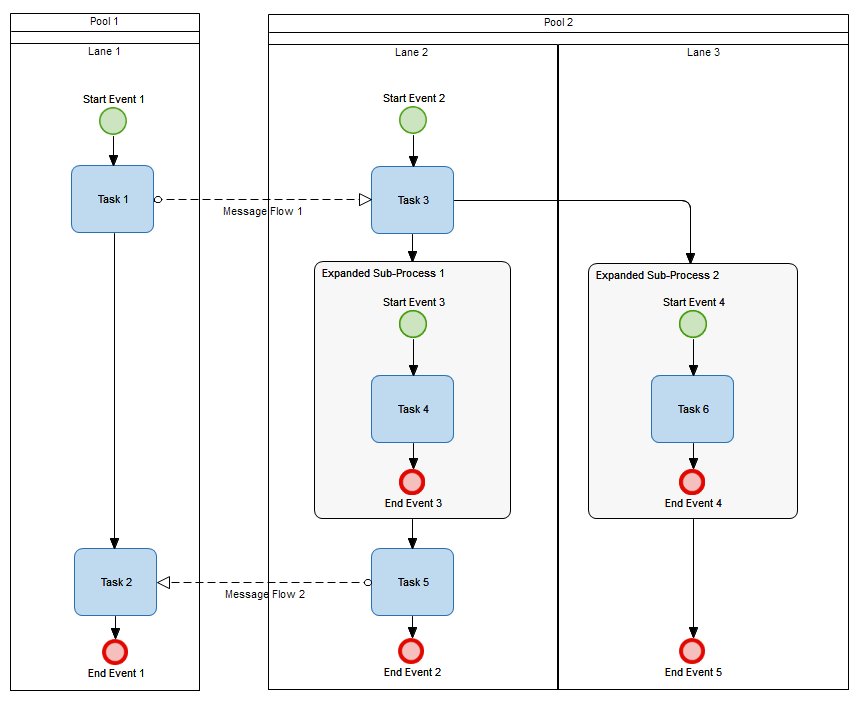 Pool 1
Pool 2
Lane 1
Lane 2
Lane 3
Start Event 1
Start Event 2
Task 1
Message Flow 1
Task 3
Expanded Sub-Process 1
Expanded Sub-Process 2
Start Event 3
Start Event 4
Task 4
Task 6
End Event 3
End Event 4
Task 2
Message Flow 2
Task 5
End Event 1
End Event 2
End Event 5